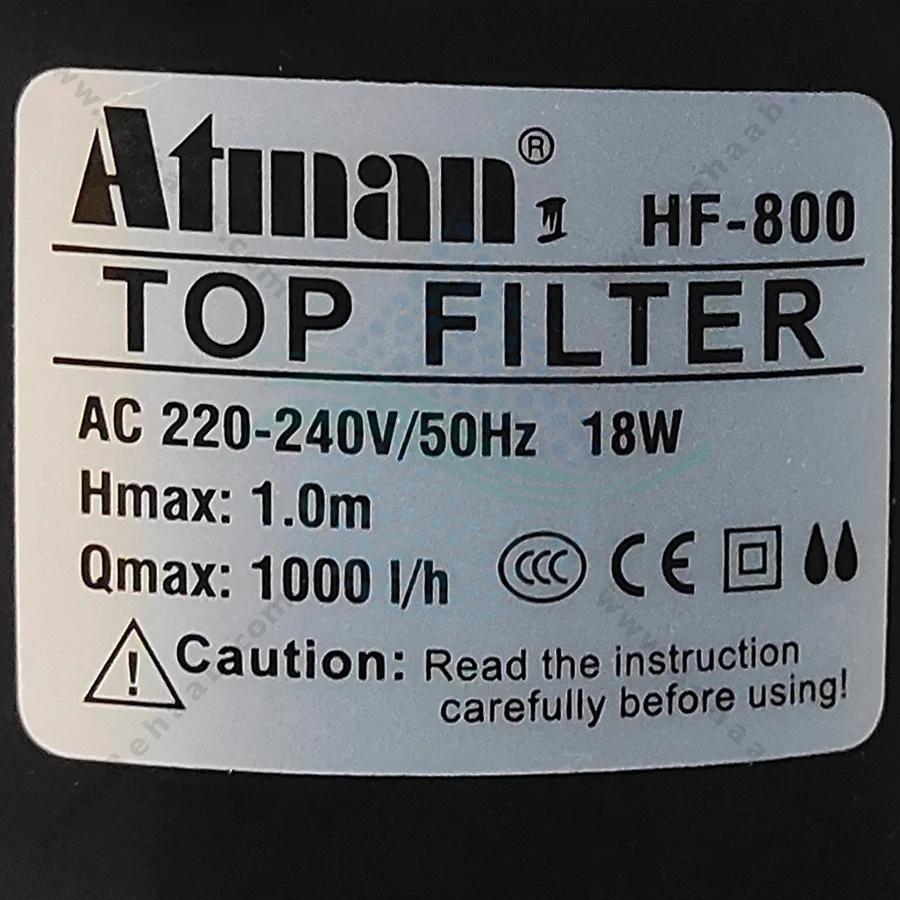 Atman® II HF-800
TOP FILTER
AC 220-240V/50Hz 18W
Hmax: 1.0m
Qmax: 1000 l/h CCC CE
! Caution: Read the instruction
carefully before using!